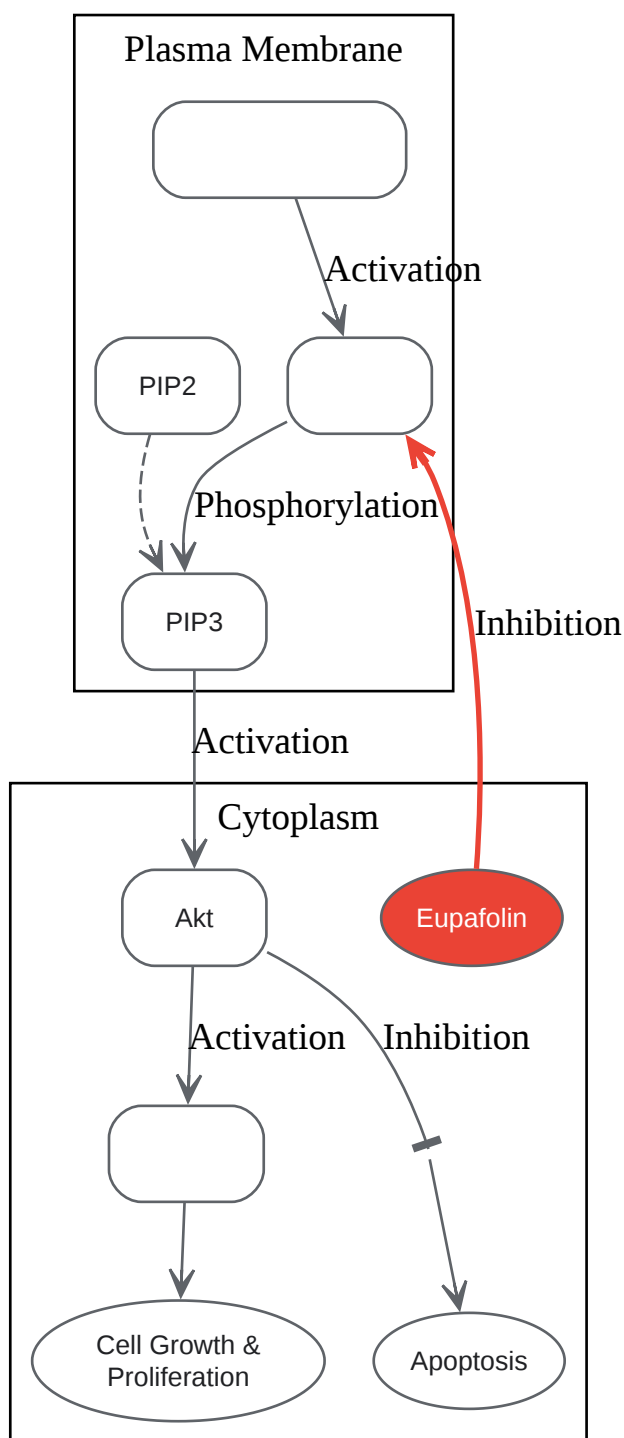 Plasma Membrane
Activation
PIP2
Phosphorylation
PIP3
Inhibition
Activation
Cytoplasm
Akt
Eupafolin
Activation
Inhibition
Cell Growth &
Proliferation
Apoptosis